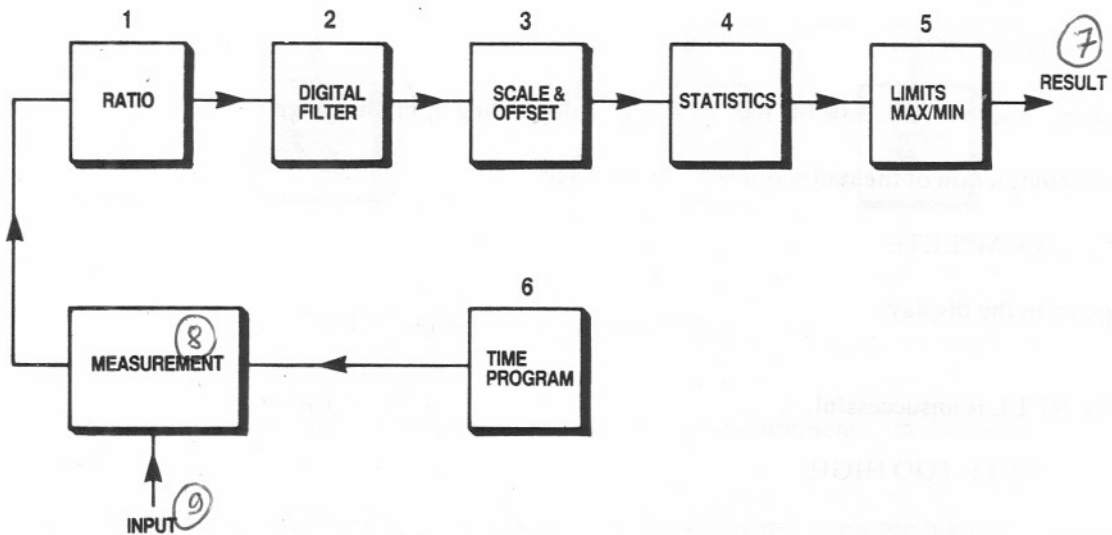 1
2
3
4
5
7
RATIO
DIGITAL
FILTER
SCALE &
OFFSET
STATISTICS
LIMITS
MAX/MIN
RESULT
6
8
MEASUREMENT
TIME
PROGRAM
INPUT
9